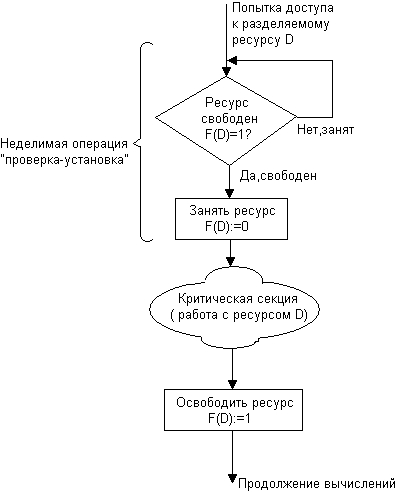 Попытка доступа
к разделяемому
ресурсу D
Ресурс
свободен
F(D)=1?
Нет,занят
Неделимая операция
"проверка-установка"
Да,свободен
Занять ресурс
F(D):=0
Критическая секция
( работа с ресурсом D)
Освободить ресурс
F(D):=1
Продолжение вычислений